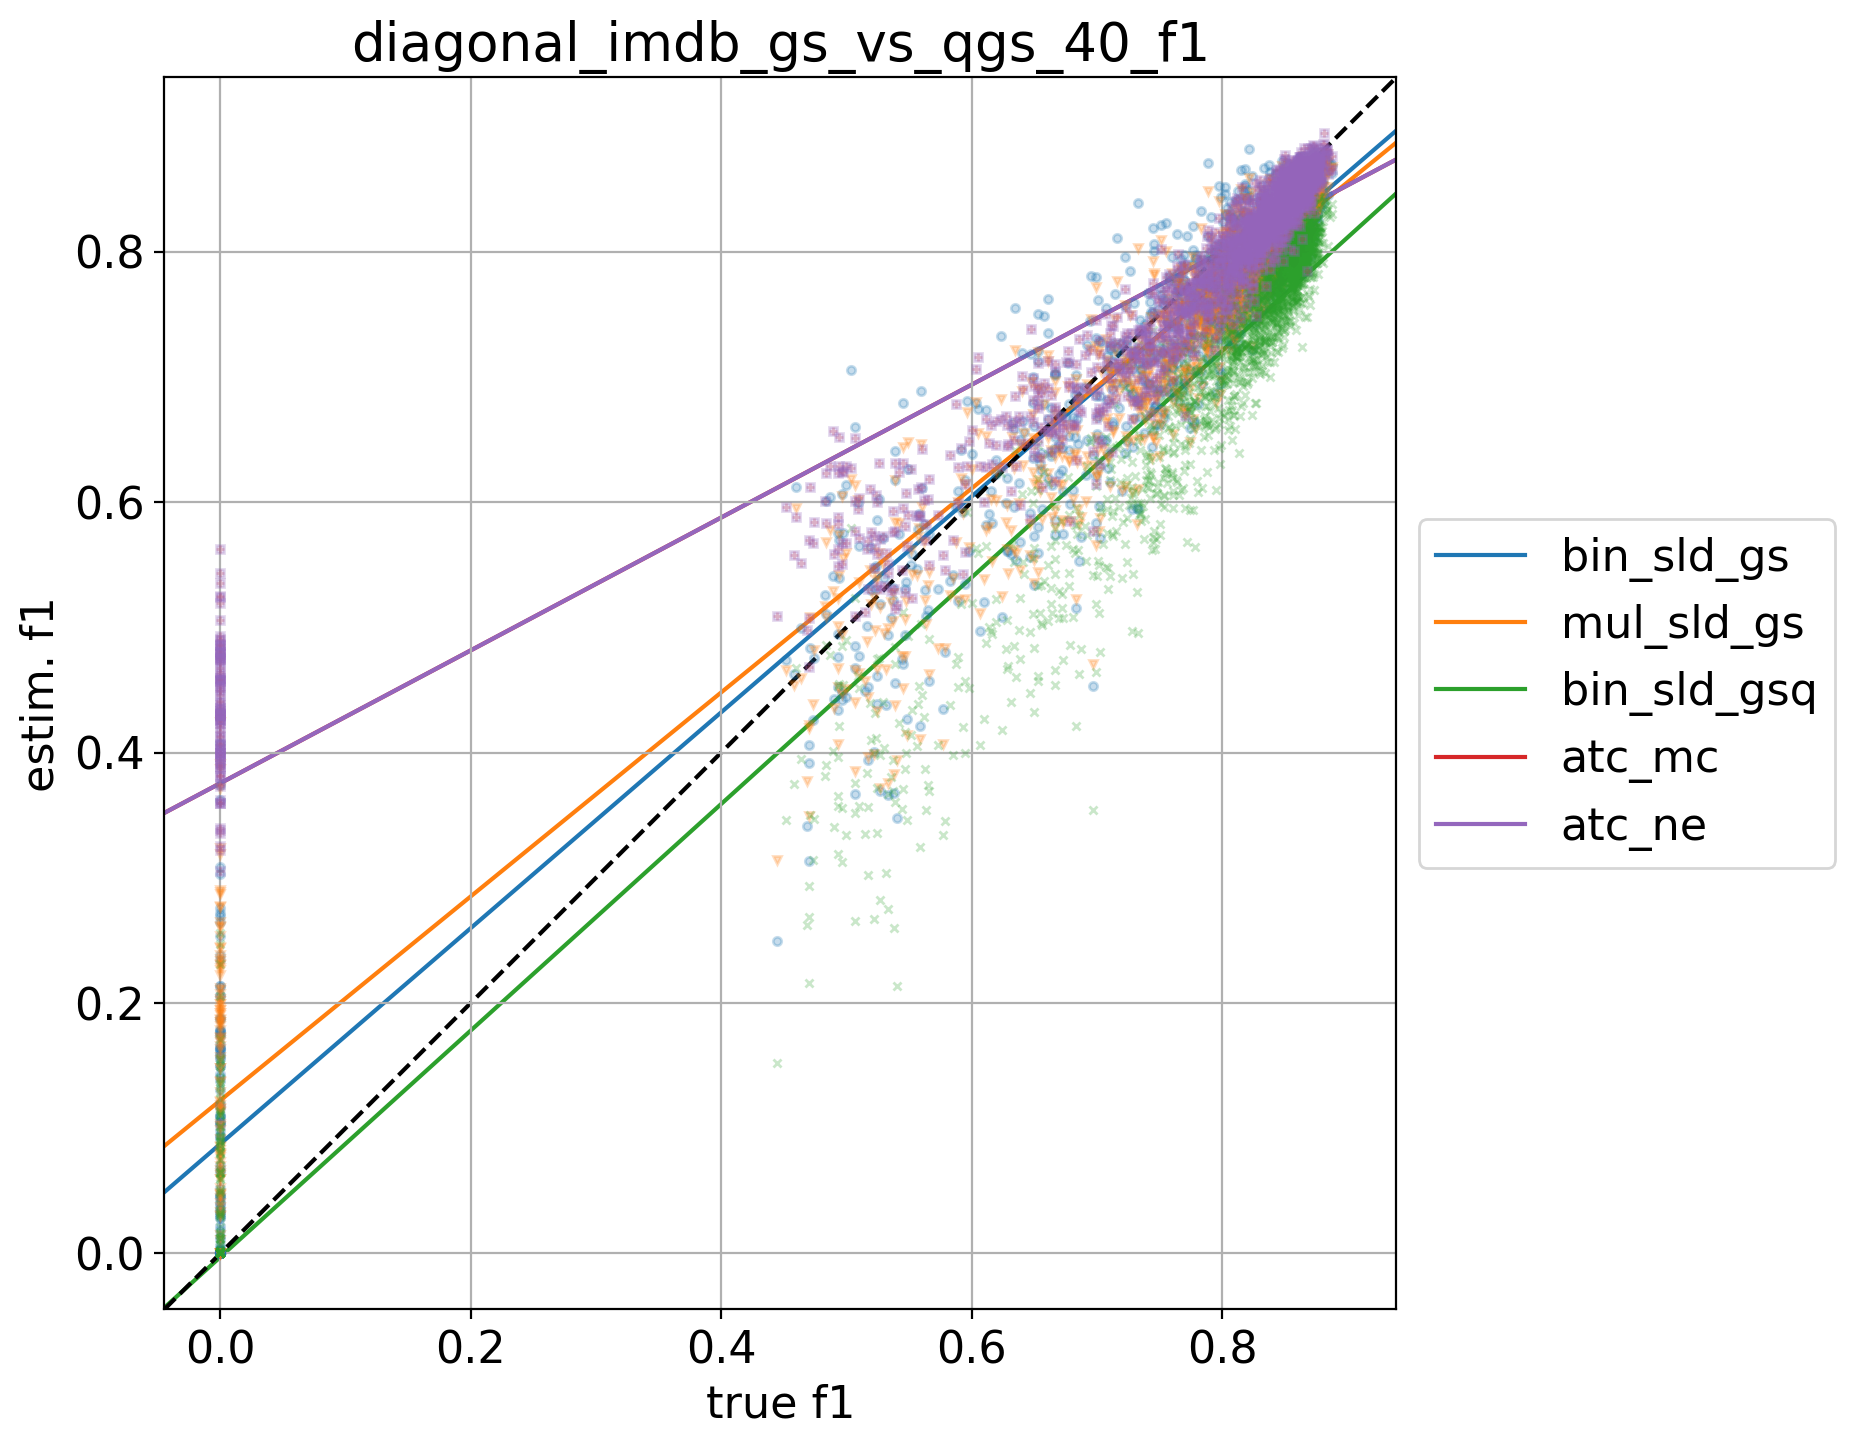 diagonal_imdb_gs_vs_qgs_40_f1
estim. f1
0.8
0.6
0.4
0.2
0.0
0.0 0.2 0.4 0.6 0.8
true f1
bin_sld_gs
mul_sld_gs
bin_sld_gsq
atc_mc
atc_ne